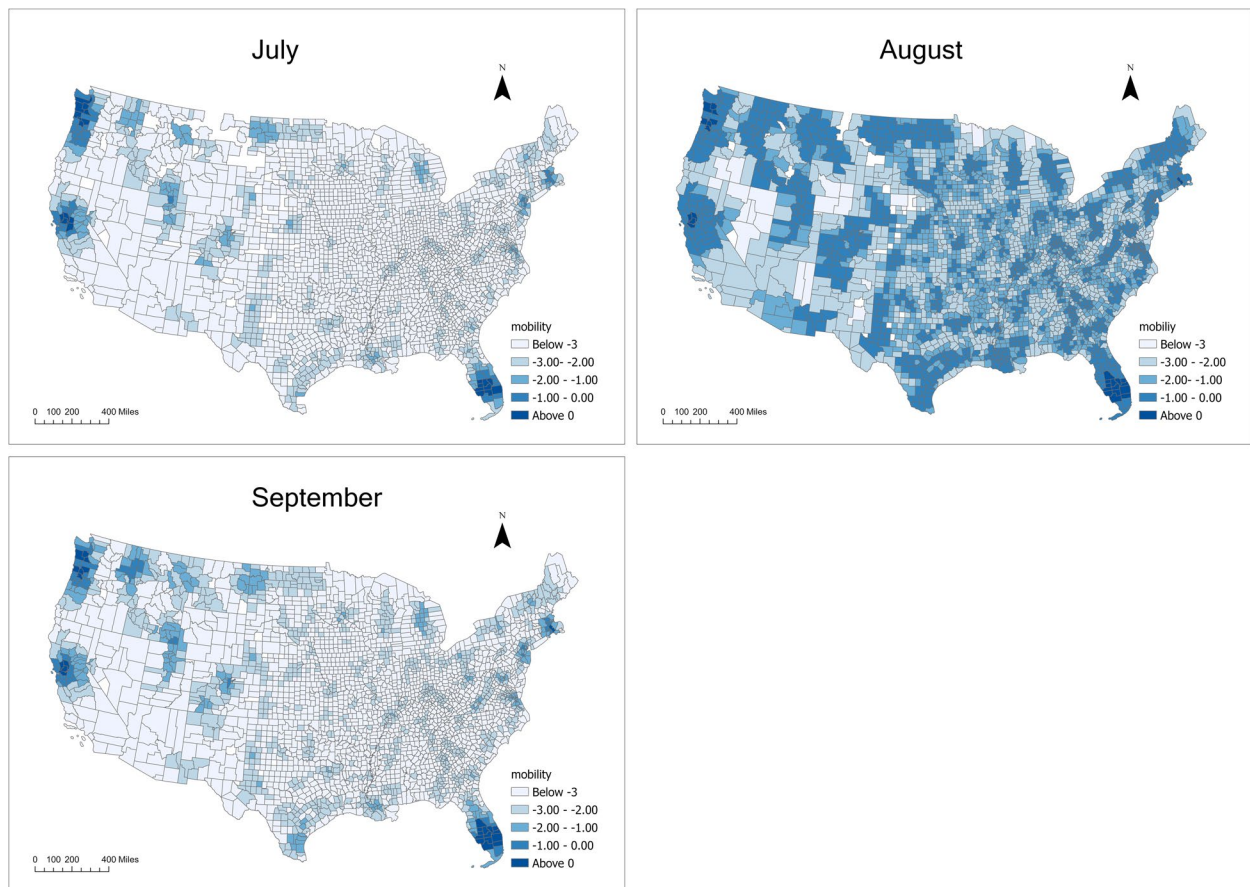 July
N
mobility
Below -3
-3.00- -2.00
-2.00 - -1.00
-1.00 - 0.00
Above 0
0 100 200 400 Miles
August
N
mobiliy
Below -3
-3.00 - -2.00
-2.00- -1.00
-1.00 - 0.00
Above 0
0 100 200 400 Miles
September
N
mobility
Below -3
-3.00 - -2.00
-2.00 - -1.00
-1.00 - 0.00
Above 0
0 100 200 400 Miles